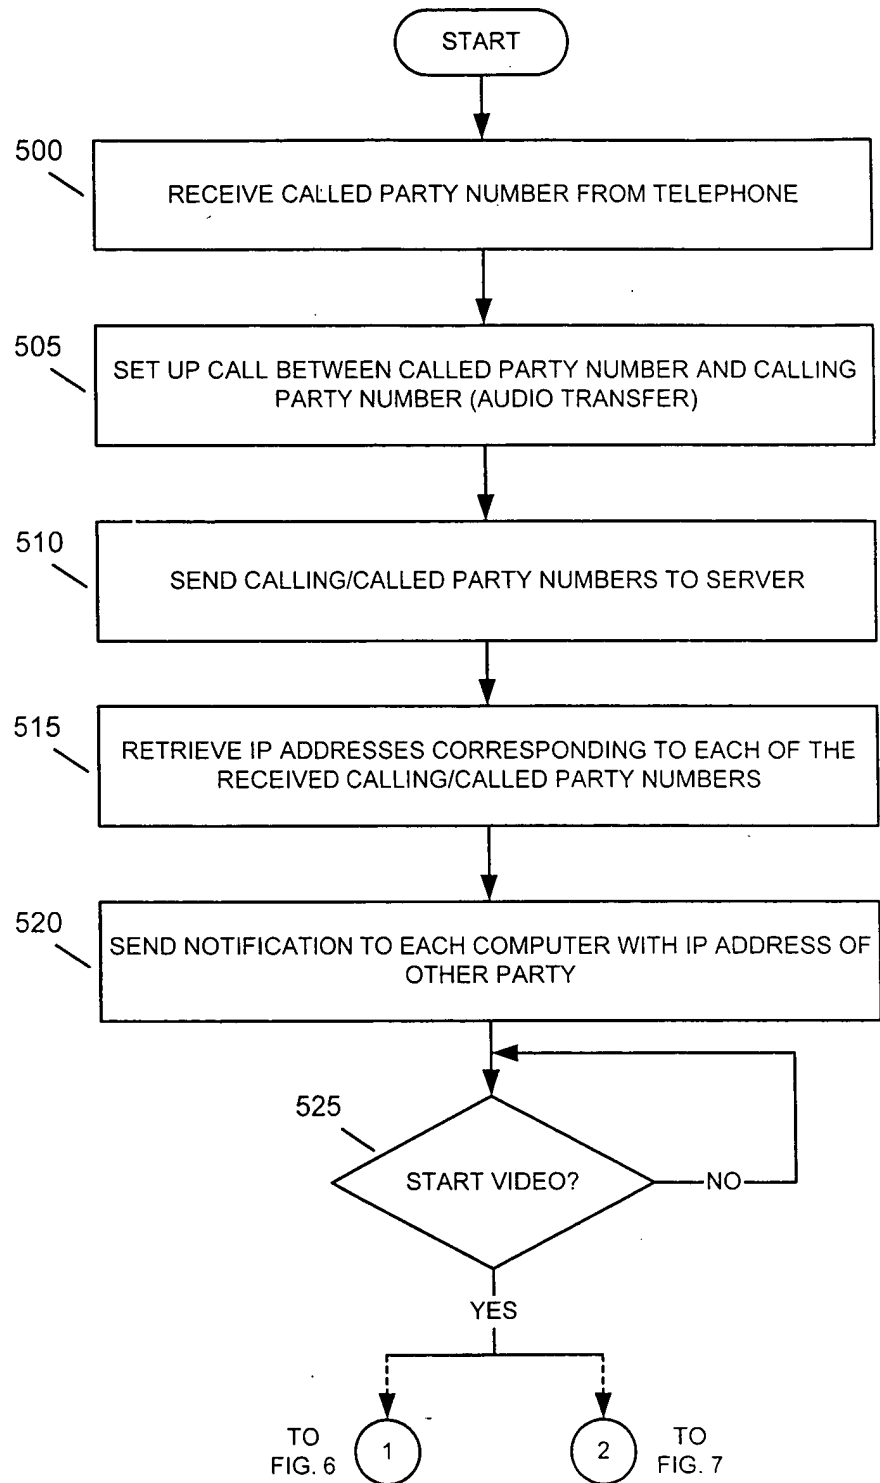 START
500
RECEIVE CALLED PARTY NUMBER FROM TELEPHONE
505
SET UP CALL BETWEEN CALLED PARTY NUMBER AND CALLING
PARTY NUMBER (AUDIO TRANSFER)
510
SEND CALLING/CALLED PARTY NUMBERS TO SERVER
515
RETRIEVE IP ADDRESSES CORRESPONDING TO EACH OF THE
RECEIVED CALLING/CALLED PARTY NUMBERS
520
SEND NOTIFICATION TO EACH COMPUTER WITH IP ADDRESS OF
OTHER PARTY
525
START VIDEO?
NO
YES
TO
FIG. 6
1
2
TO
FIG. 7